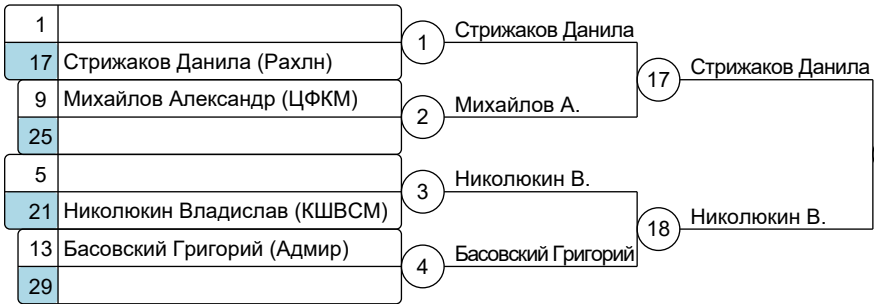 1
17 Стрижаков Данила (Рахлн)
9 Михайлов Александр (ЦФКМ)
25
5
21 Николюкин Владислав (КШВСМ)
13 Басовский Григорий (Адмир)
29
1 Стрижаков Данила
2 Михайлов А.
3 Николюкин В.
4 Басовский Григорий
17 Стрижаков Данила
18 Николюкин В.